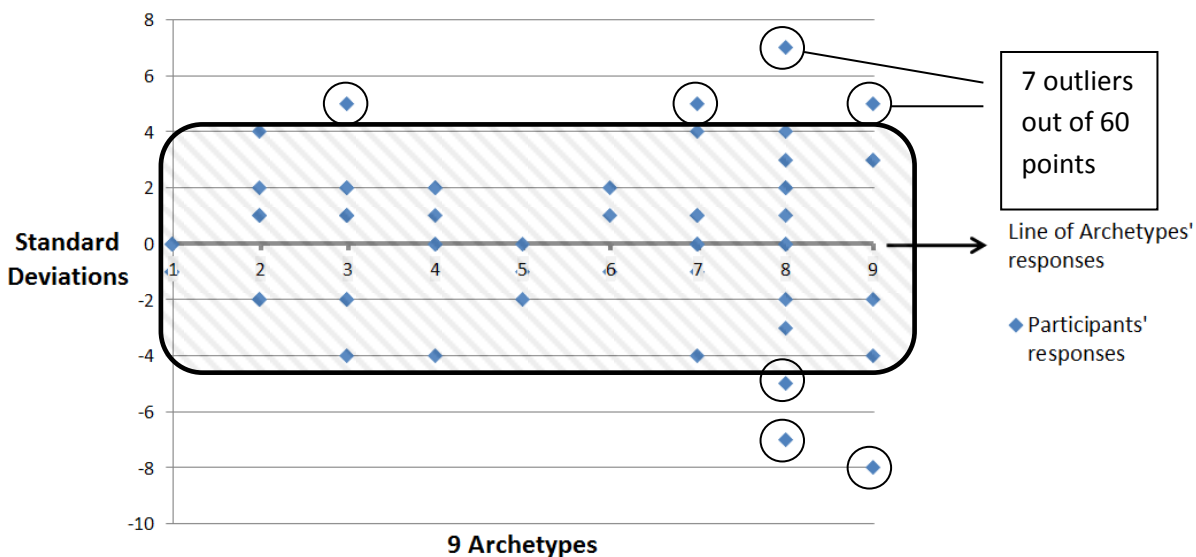 8
6
4
2
0
-2
-4
-6
-8
-10
Standard
Deviations
1
2
3
4
5
6
7
8
9
9 Archetypes
7 outliers
out of 60
points
Line of Archetypes'
responses
Participants'
responses